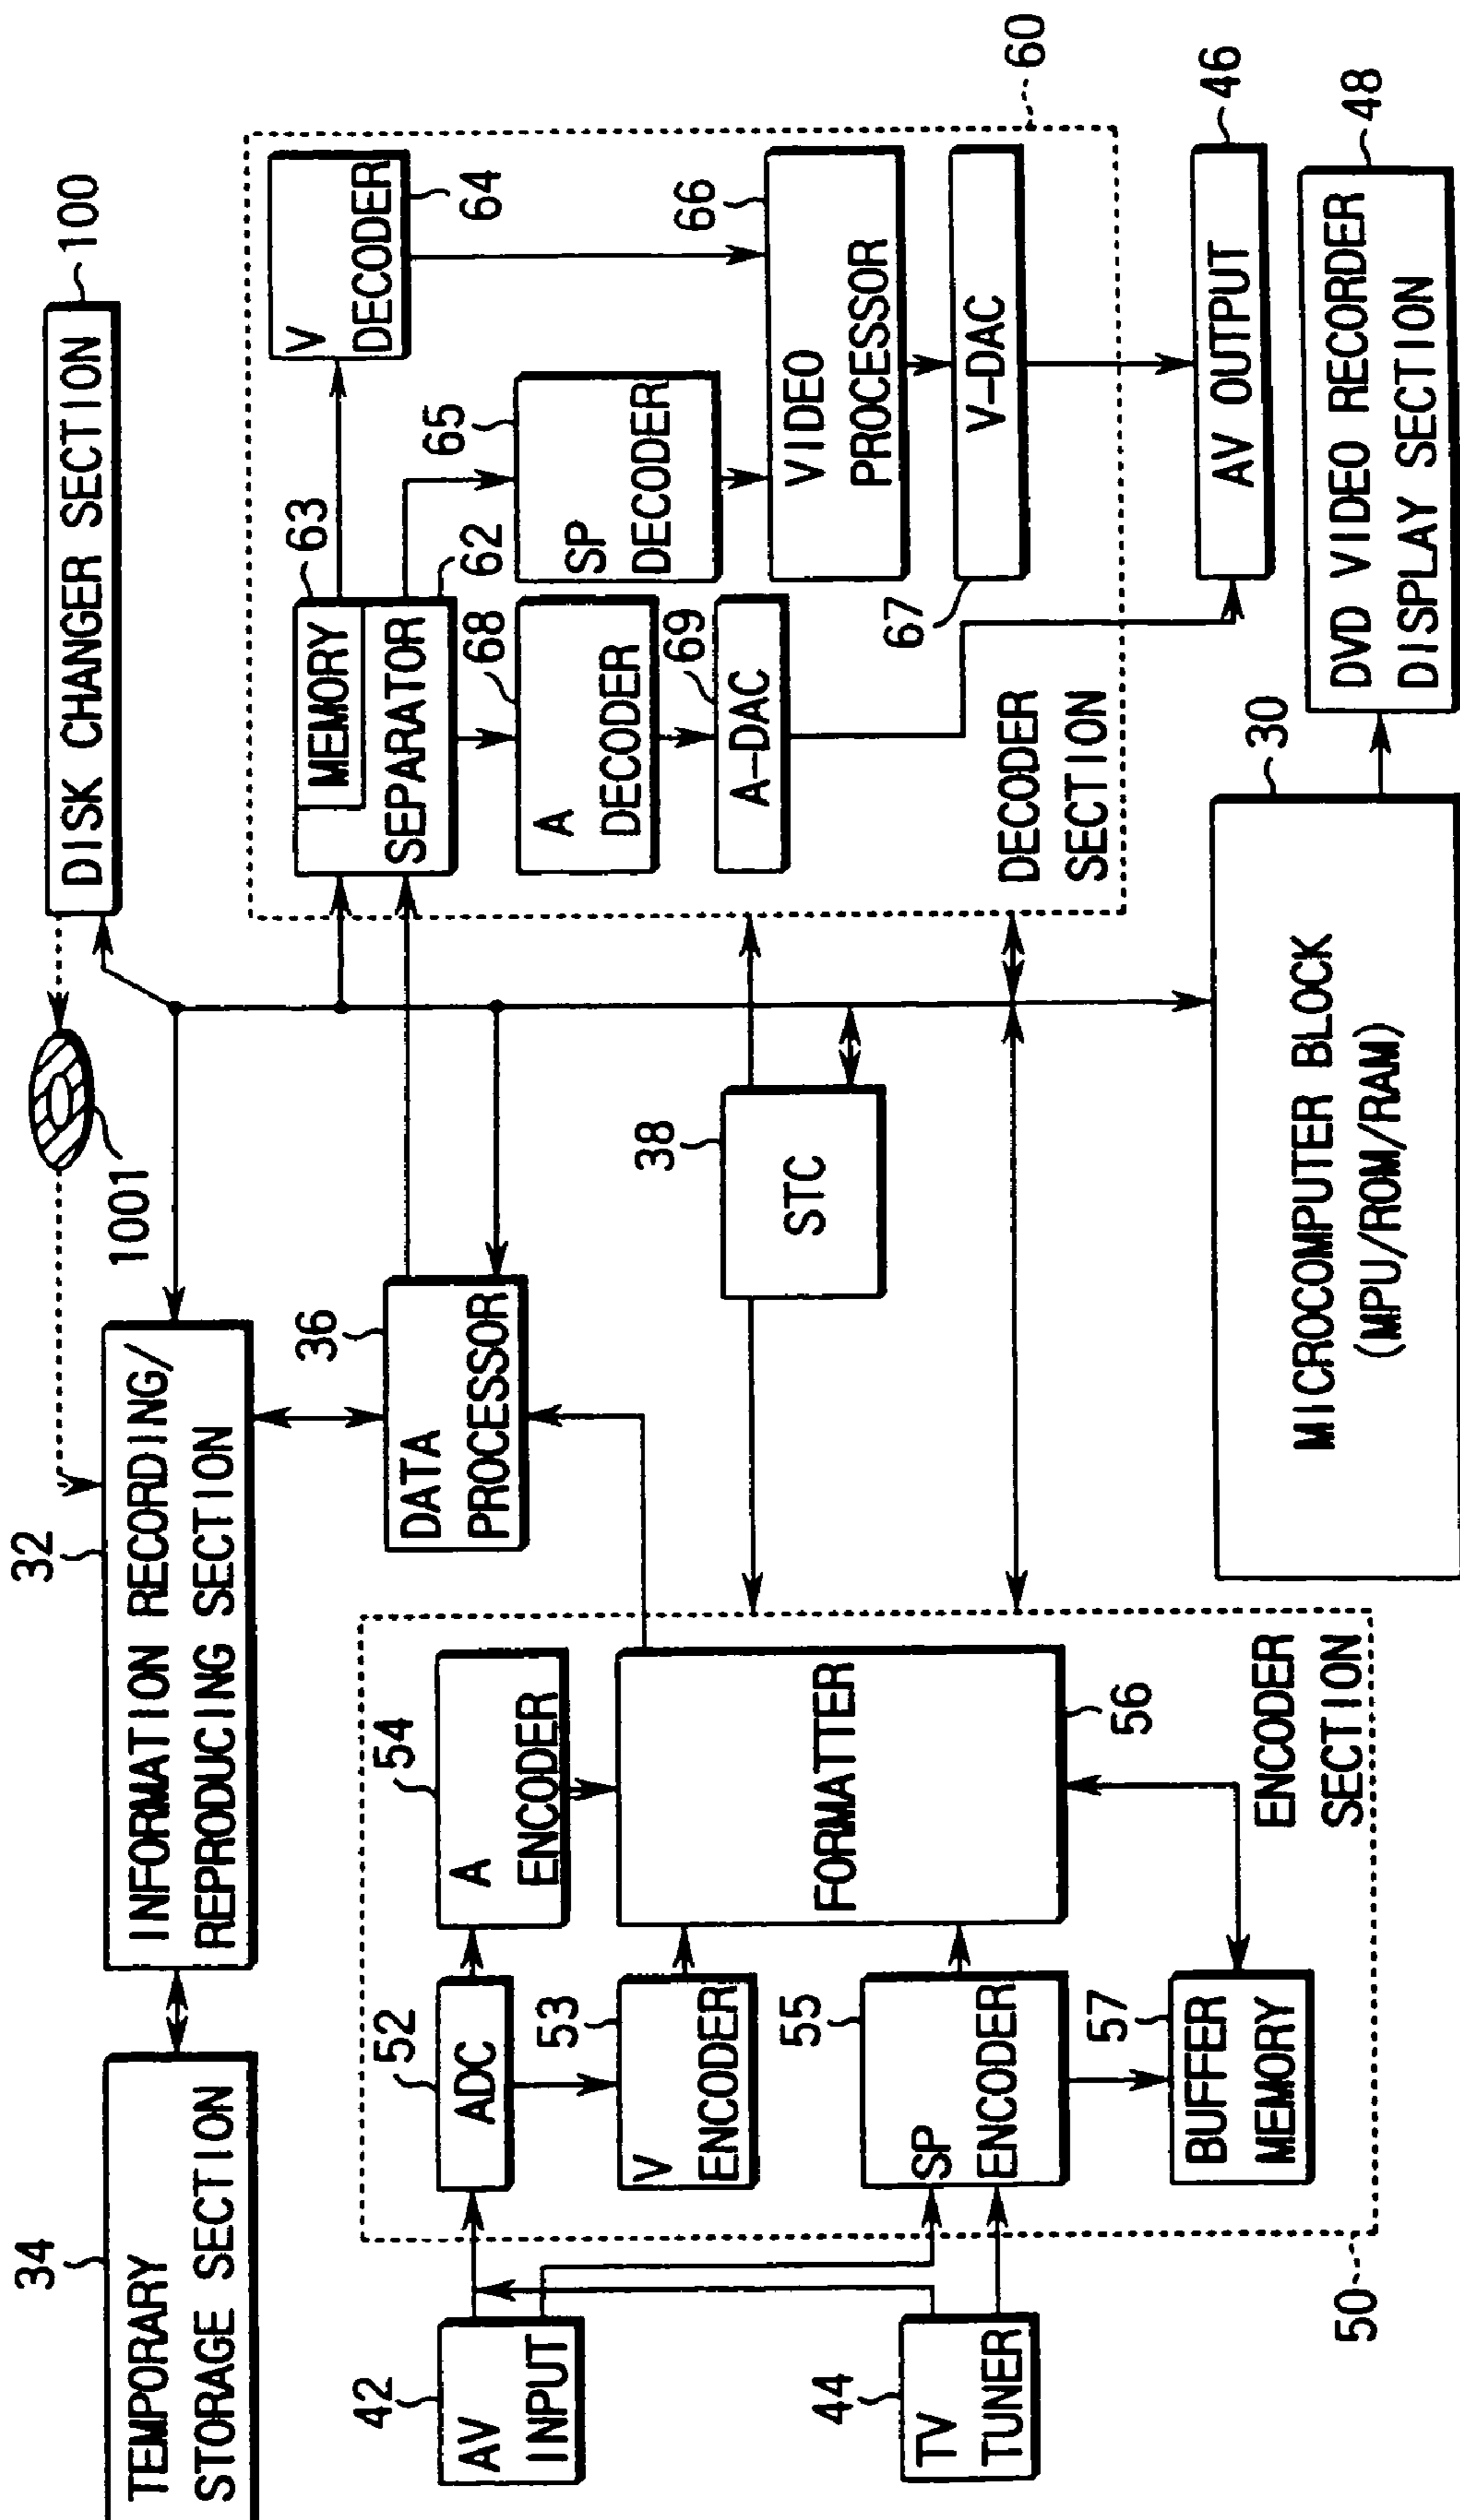 34
TEMPORARY
STORAGE SECTION
32
INFORMATION RECORDING/
REPRODUCING SECTION
1001
DISK CHANGER SECTION
100
36
DATA
PROCESSOR
42
AV
INPUT
44
TV
TUNER
52
ADC
54
A
ENCODER
53
V
ENCODER
55
SP
ENCODER
57
BUFFER
MEMORY
FORMATTER
56
ENCODER
SECTION
50
38
STC
63
MEMORY
SEPARATOR
62
V
DECODER
64
65
SP
DECODER
68
A
DECODER
69
A-DAC
66
VIDEO
PROCESSOR
67
V-DAC
DECODER
SECTION
60
AV OUTPUT
46
30
MICROCOMPUTER BLOCK
(MPU/ROM/RAM)
DVD VIDEO RECORDER
DISPLAY SECTION
48